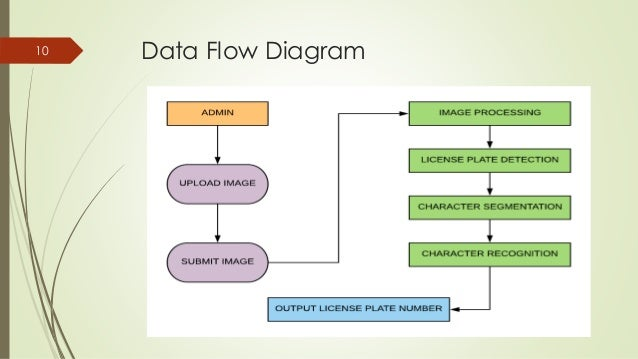 10
Data Flow Diagram
ADMIN
UPLOAD IMAGE
SUBMIT IMAGE
IMAGE PROCESSING
LICENSE PLATE DETECTION
CHARACTER SEGMENTATION
CHARACTER RECOGNITION
OUTPUT LICENSE PLATE NUMBER